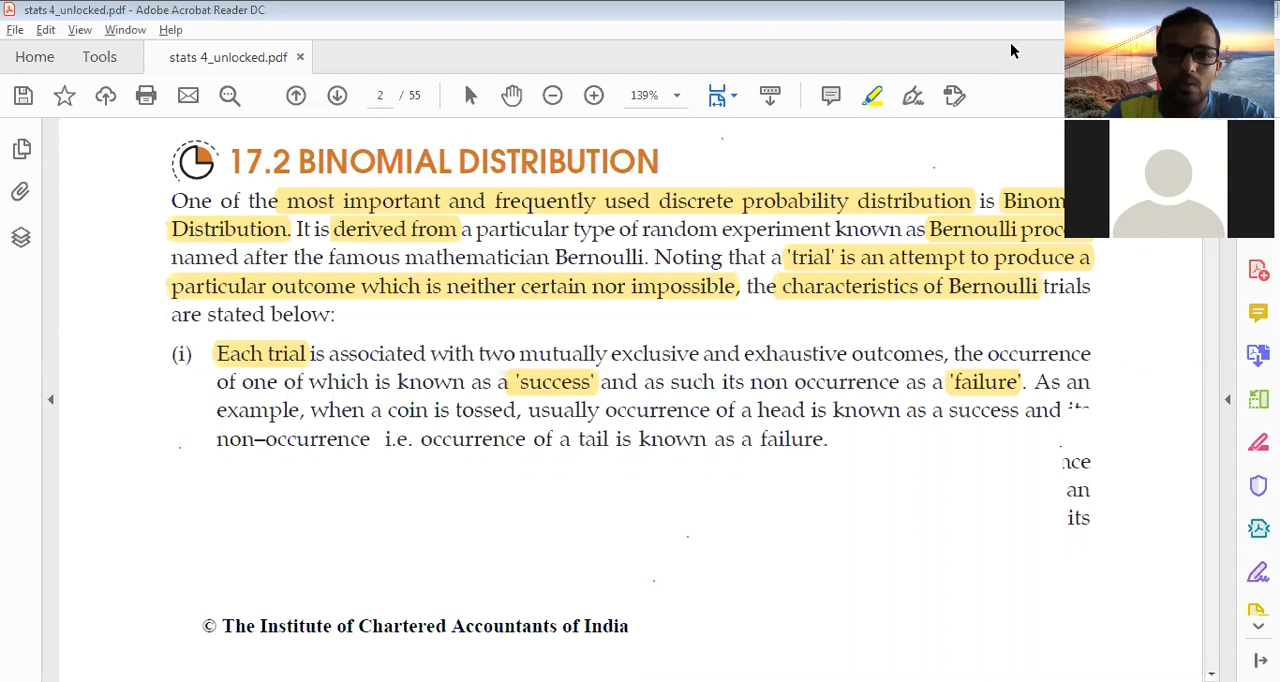 stats 4_unlocked.pdf - Adobe Acrobat Reader DC
File Edit View Window Help
Home Tools stats 4_unlocked.pdf ×
2 / 55 139%
17.2 BINOMIAL DISTRIBUTION
One of the most important and frequently used discrete probability distribution is
Distribution. It is derived from a particular type of random experiment known as Bernoulli
named after the famous mathematician Bernoulli. Noting that a 'trial' is an attempt to produce a
particular outcome which is neither certain nor impossible, the characteristics of Bernoulli trials
are stated below:
(i) Each trial is associated with two mutually exclusive and exhaustive outcomes, the occurrence
of one of which is known as a 'success' and as such its non occurrence as a 'failure'. As an
example, when a coin is tossed, usually occurrence of a head is known as a success and its
non–occurrence i.e. occurrence of a tail is known as a failure.
nce
an
its
© The Institute of Chartered Accountants of India